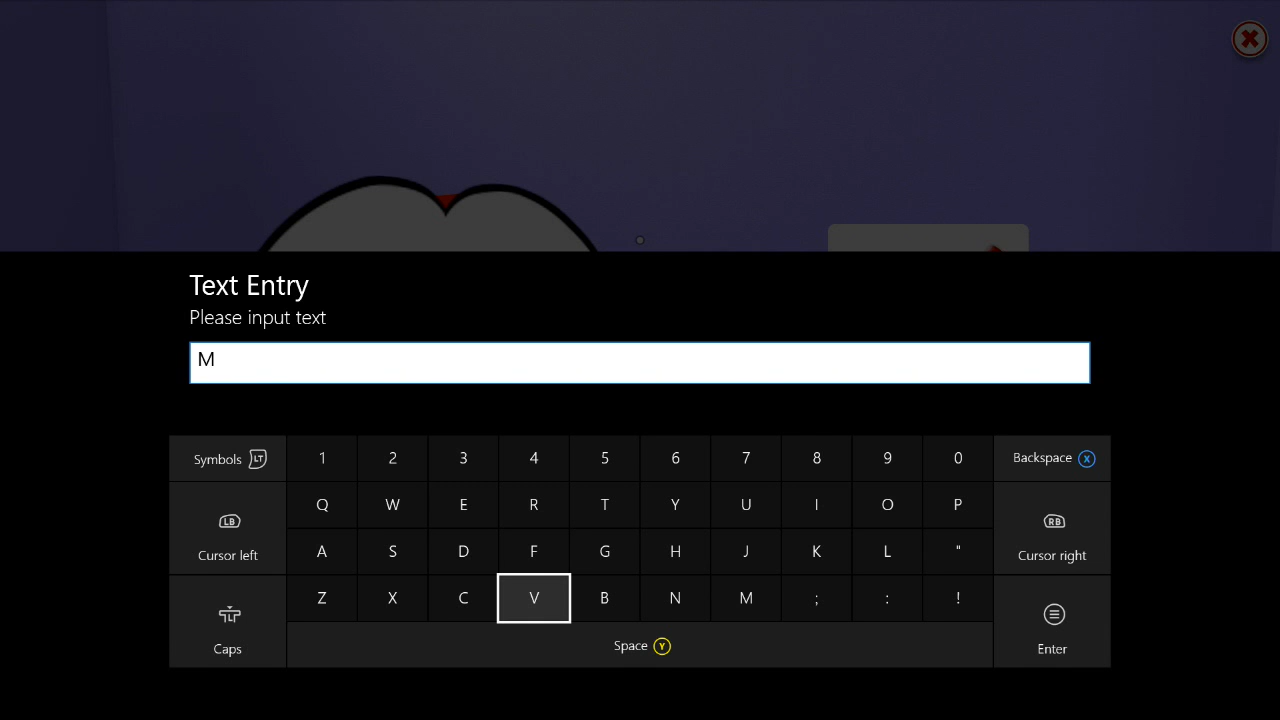 Text Entry
Please input text
M
Symbols LT 1 2 3 4 5 6 7 8 9 0 Backspace X
Q W E R T Y U I O P
LB Cursor left A S D F G H J K L " RB Cursor right
Z X C V B N M ; : !
Caps Space Y Enter